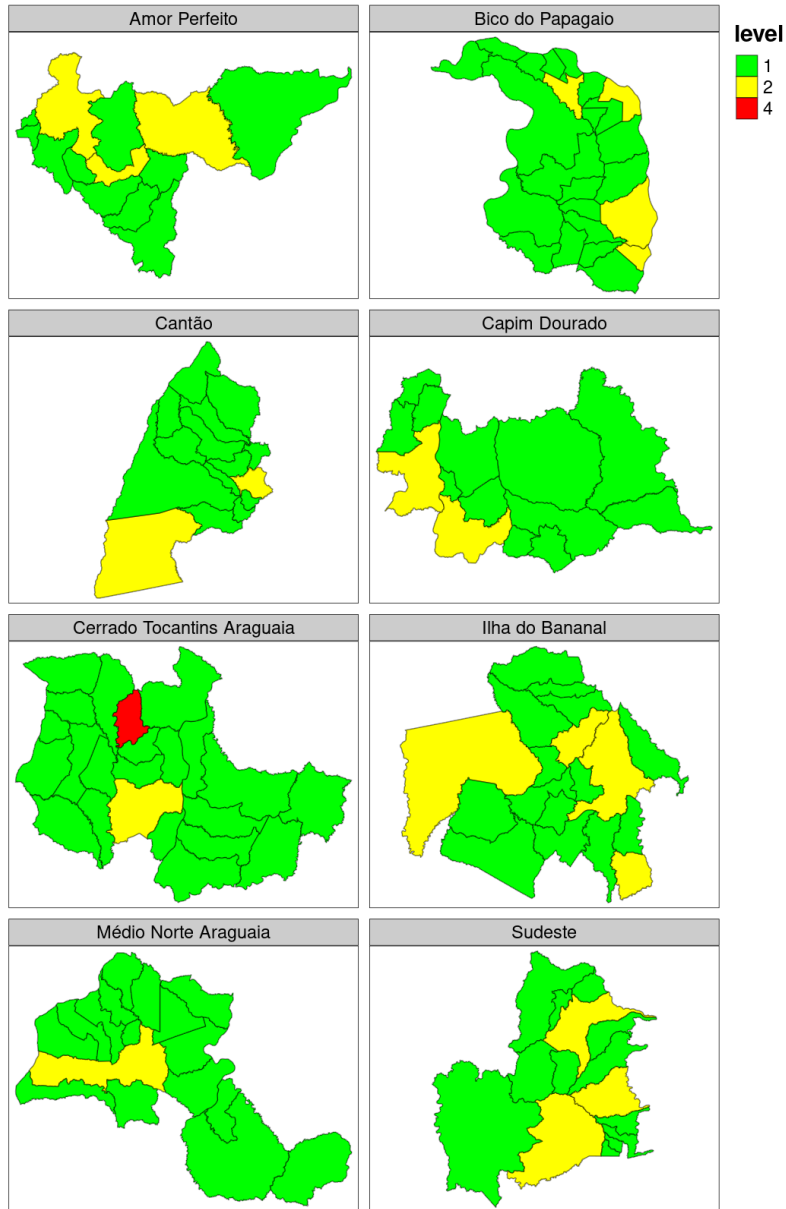 Amor Perfeito
Bico do Papagaio
level
1
2
4
Cantão
Capim Dourado
Cerrado Tocantins Araguaia
Ilha do Bananal
Médio Norte Araguaia
Sudeste